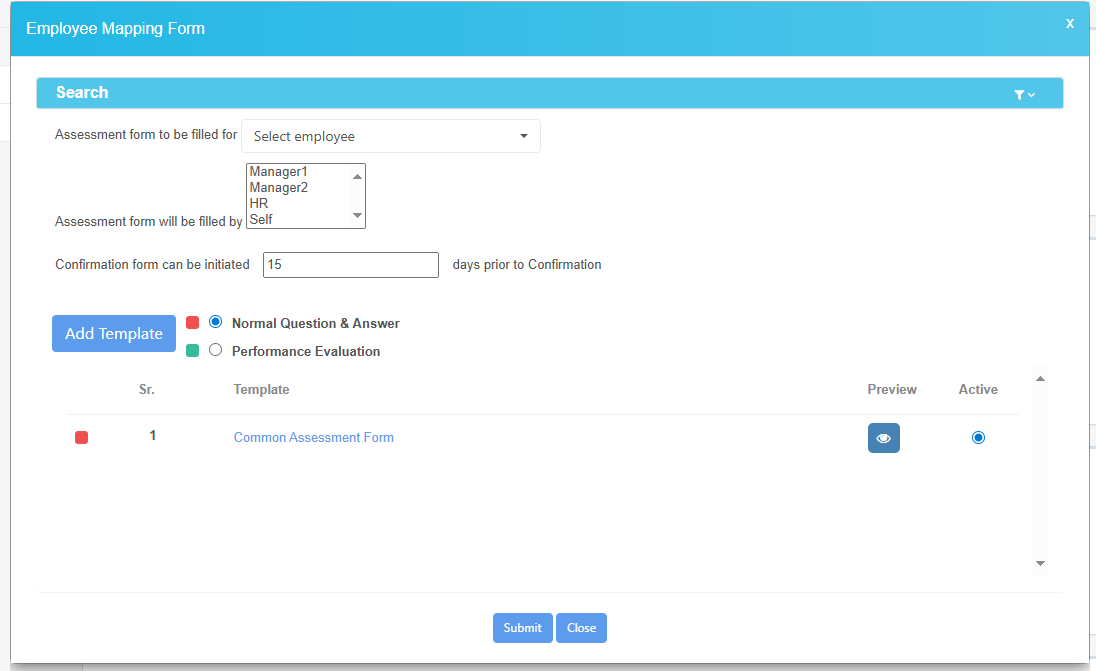 Employee Mapping Form
X
Search
Assessment form to be filled for Select employee
Manager1
Manager2
HR
Assessment form will be filled by Self
Confirmation form can be initiated 15 days prior to Confirmation
Add Template Normal Question & Answer
Performance Evaluation
Sr. Template Preview Active
1 Common Assessment Form
Submit Close